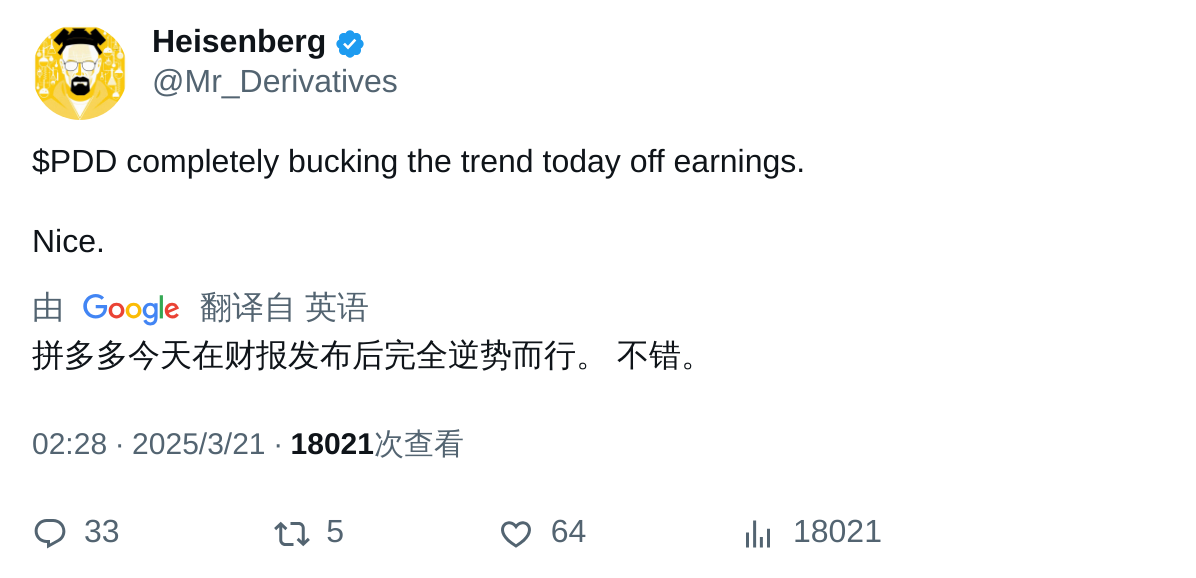 Heisenberg
@Mr_Derivatives
$PDD completely bucking the trend today off earnings.
Nice.
由 Google 翻译自 英语
拼多多今天在财报发布后完全逆势而行。 不错。
02:28 · 2025/3/21 · 18021次查看
33 5 64 18021